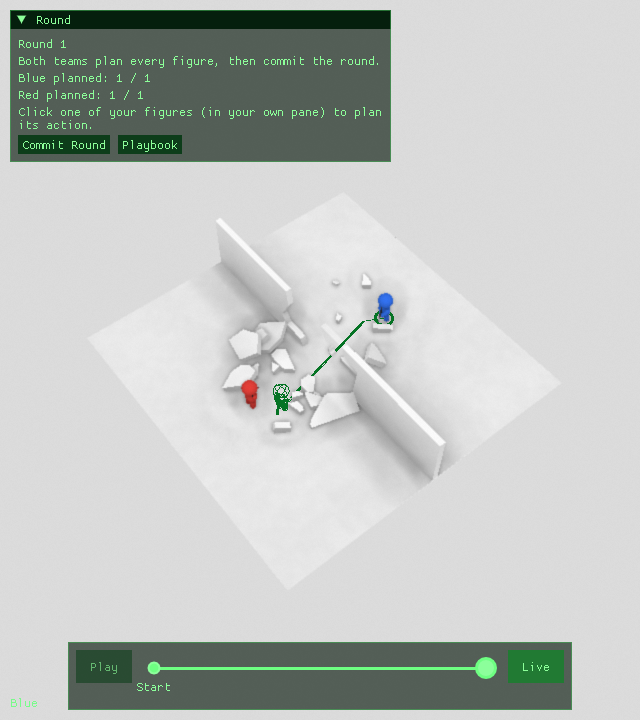 Round
Round 1
Both teams plan every figure, then commit the round.
Blue planned: 1 / 1
Red planned: 1 / 1
Click one of your figures (in your own pane) to plan
its action.
Commit Round Playbook
Play Live
Start
Blue